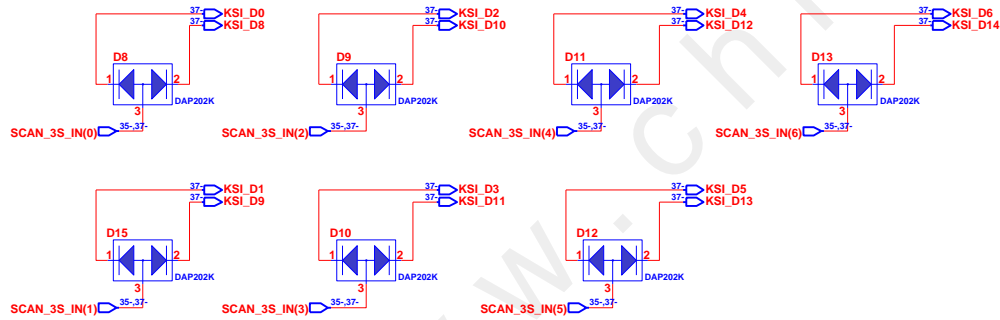 37- KSI_D0
37- KSI_D8
D8
1 2
DAP202K
3
35-,37-
SCAN_3S_IN(0)
37- KSI_D2
37- KSI_D10
D9
1 2
DAP202K
3
35-,37-
SCAN_3S_IN(2)
37- KSI_D4
37- KSI_D12
D11
1 2
DAP202K
3
35-,37-
SCAN_3S_IN(4)
37- KSI_D6
37- KSI_D14
D13
1 2
DAP202K
3
35-,37-
SCAN_3S_IN(6)
37- KSI_D1
37- KSI_D9
D15
1 2
DAP202K
3
35-,37-
SCAN_3S_IN(1)
37- KSI_D3
37- KSI_D11
D10
1 2
DAP202K
3
35-,37-
SCAN_3S_IN(3)
37- KSI_D5
37- KSI_D13
D12
1 2
DAP202K
3
35-,37-
SCAN_3S_IN(5)
w.ch